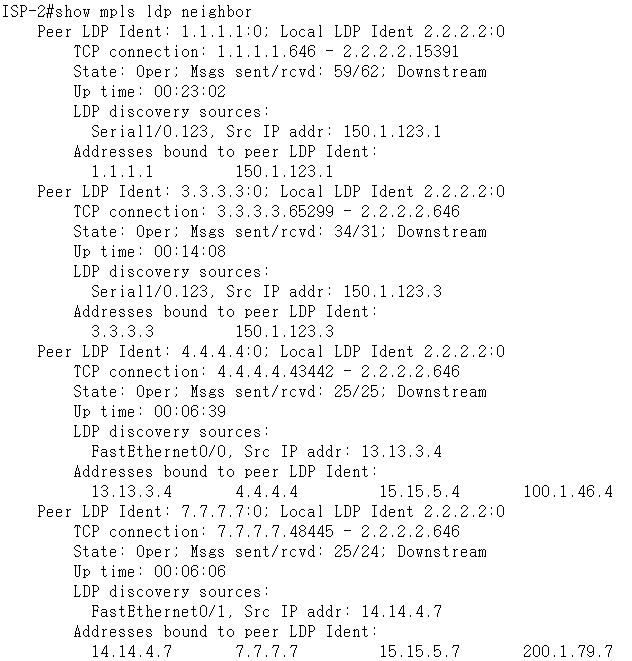 ISP-2#show mpls ldp neighbor
Peer LDP Ident: 1.1.1.1:0; Local LDP Ident 2.2.2.2:0
TCP connection: 1.1.1.1.646 - 2.2.2.2.15391
State: Oper; Msgs sent/rcvd: 59/62; Downstream
Up time: 00:23:02
LDP discovery sources:
Serial1/0.123, Src IP addr: 150.1.123.1
Addresses bound to peer LDP Ident:
1.1.1.1 150.1.123.1
Peer LDP Ident: 3.3.3.3:0; Local LDP Ident 2.2.2.2:0
TCP connection: 3.3.3.3.65299 - 2.2.2.2.646
State: Oper; Msgs sent/rcvd: 34/31; Downstream
Up time: 00:14:08
LDP discovery sources:
Serial1/0.123, Src IP addr: 150.1.123.3
Addresses bound to peer LDP Ident:
3.3.3.3 150.1.123.3
Peer LDP Ident: 4.4.4.4:0; Local LDP Ident 2.2.2.2:0
TCP connection: 4.4.4.4.43442 - 2.2.2.2.646
State: Oper; Msgs sent/rcvd: 25/25; Downstream
Up time: 00:06:39
LDP discovery sources:
FastEthernet0/0, Src IP addr: 13.13.3.4
Addresses bound to peer LDP Ident:
13.13.3.4 4.4.4.4 15.15.5.4 100.1.46.4
Peer LDP Ident: 7.7.7.7:0; Local LDP Ident 2.2.2.2:0
TCP connection: 7.7.7.7.48445 - 2.2.2.2.646
State: Oper; Msgs sent/rcvd: 25/24; Downstream
Up time: 00:06:06
LDP discovery sources:
FastEthernet0/1, Src IP addr: 14.14.4.7
Addresses bound to peer LDP Ident:
14.14.4.7 7.7.7.7 15.15.5.7 200.1.79.7